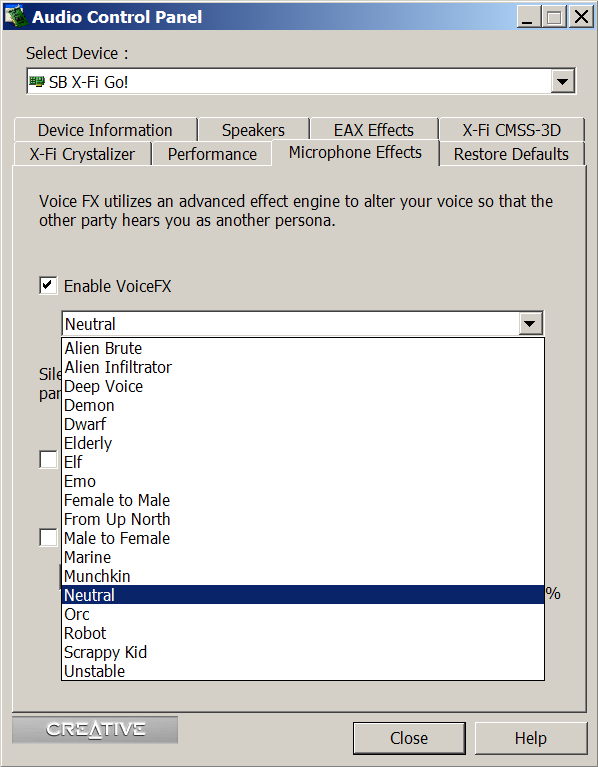 Audio Control Panel
Select Device :
SB X-Fi Go!
Device Information Speakers EAX Effects X-Fi CMSS-3D
X-Fi Crystalizer Performance Microphone Effects Restore Defaults
Voice FX utilizes an advanced effect engine to alter your voice so that the
other party hears you as another persona.
Enable VoiceFX
Neutral
Alien Brute
Alien Infiltrator
Deep Voice
Demon
Dwarf
Elderly
Elf
Emo
Female to Male
From Up North
Male to Female
Marine
Munchkin
Neutral
%
Orc
Robot
Scrappy Kid
Unstable
CREATIVE
Close Help